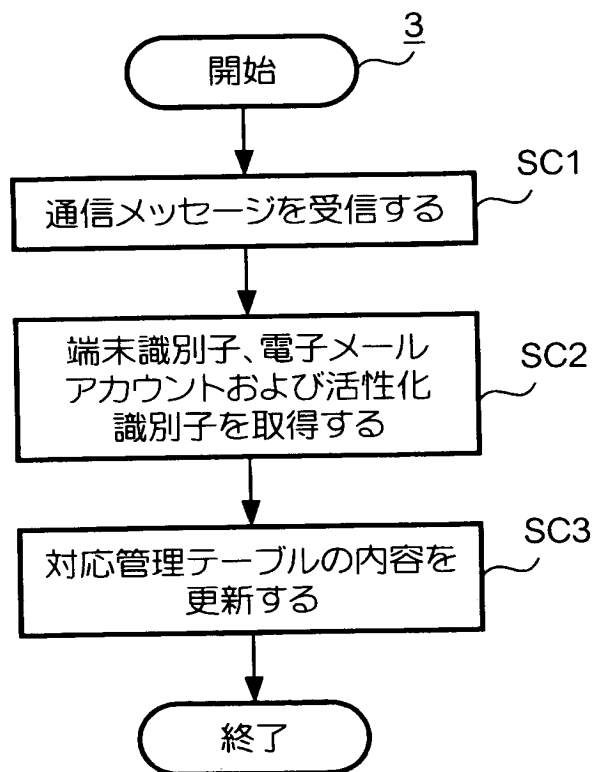 3
開始
SC1
通信メッセージを受信する
SC2
端末識別子、電子メール
アカウントおよび活性化
識別子を取得する
SC3
対応管理テーブルの内容を
更新する
終了